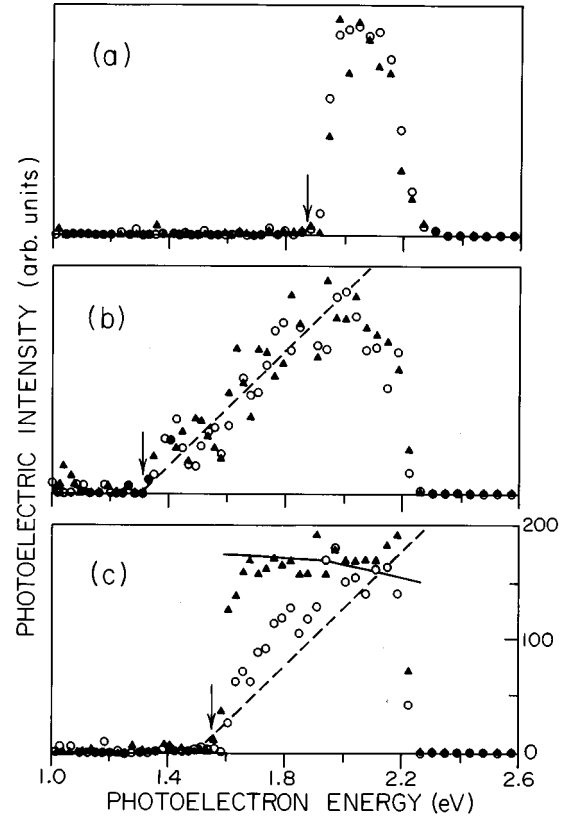 (a)
(b)
(c)
PHOTOELECTRIC INTENSITY (arb. units)
200
100
0
1.0 1.4 1.8 2.2 2.6
PHOTOELECTRON ENERGY (eV)